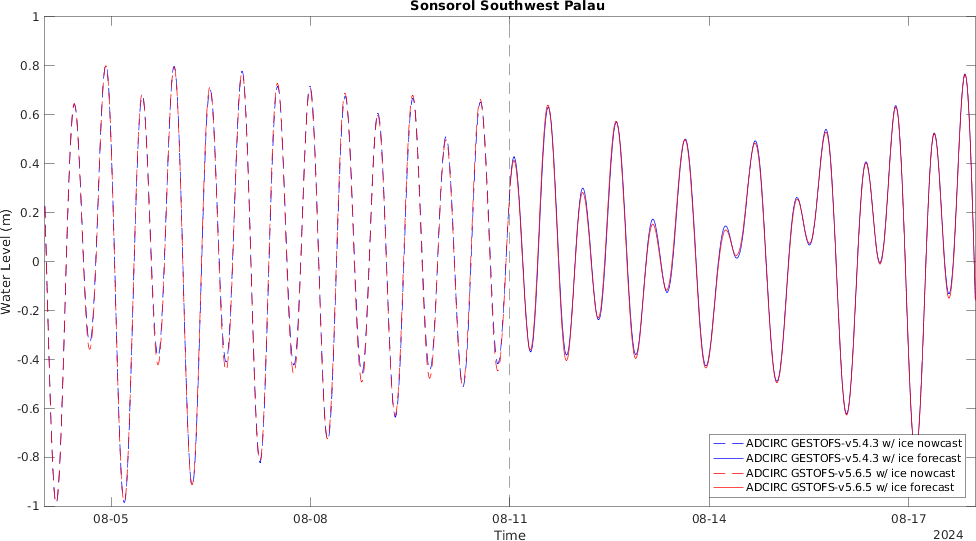 Sonsorol Southwest Palau
1
0.8
0.6
0.4
0.2
0
-0.2
-0.4
-0.6
-0.8
-1
Water Level (m)
ADCIRC GESTOFS-v5.4.3 w/ ice nowcast
ADCIRC GESTOFS-v5.4.3 w/ ice forecast
ADCIRC GSTOFS-v5.6.5 w/ ice nowcast
ADCIRC GSTOFS-v5.6.5 w/ ice forecast
08-05
08-08
08-11
08-14
08-17
Time
2024